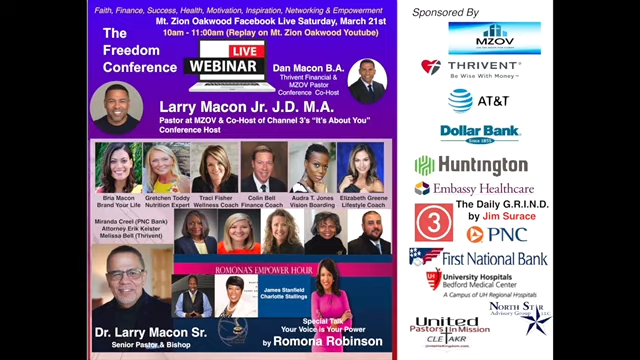 Faith, Finance, Success, Health, Motivation, Inspiration, Networking & Empowerment
Mt. Zion Oakwood Facebook Live Saturday, March 21st
10am - 11:00am (Replay on Mt. Zion Oakwood Youtube)
The
Freedom
Conference
LIVE
WEBINAR
Dan Macon B.A.
Thrivent Financial &
MZOV Pastor
Conference Co-Host
Larry Macon Jr. J.D. M.A.
Pastor at MZOV & Co-Host of Channel 3's "It's About You"
Conference Host
Bria Macon
Brand Your Life
Gretchen Toddy
Nutrition Expert
Traci Fisher
Wellness Coach
Colin Bell
Finance Coach
Audra T. Jones
Vision Boarding
Elizabeth Greene
Lifestyle Coach
Miranda Creel (PNC Bank)
Attorney Erik Keister
Melissa Bell (Thrivent)
ROMONA'S EMPOWER HOUR
James Stanfield
Charlotte Stallings
Special Talk
Your Voice is Your Power
by Romona Robinson
Dr. Larry Macon Sr.
Senior Pastor & Bishop
Sponsored By
MZOV
THRIVENT
Be Wise With Money
AT&T
Dollar Bank
Since 1855
Huntington
Embassy Healthcare
3
The Daily G.R.I.N.D.
by Jim Surace
PNC
First National Bank
UH
University Hospitals
Bedford Medical Center
A Campus of UH Regional Hospitals
United
Pastors In Mission
CLE AKR
NORTH STAR
Advisory Group, LLC